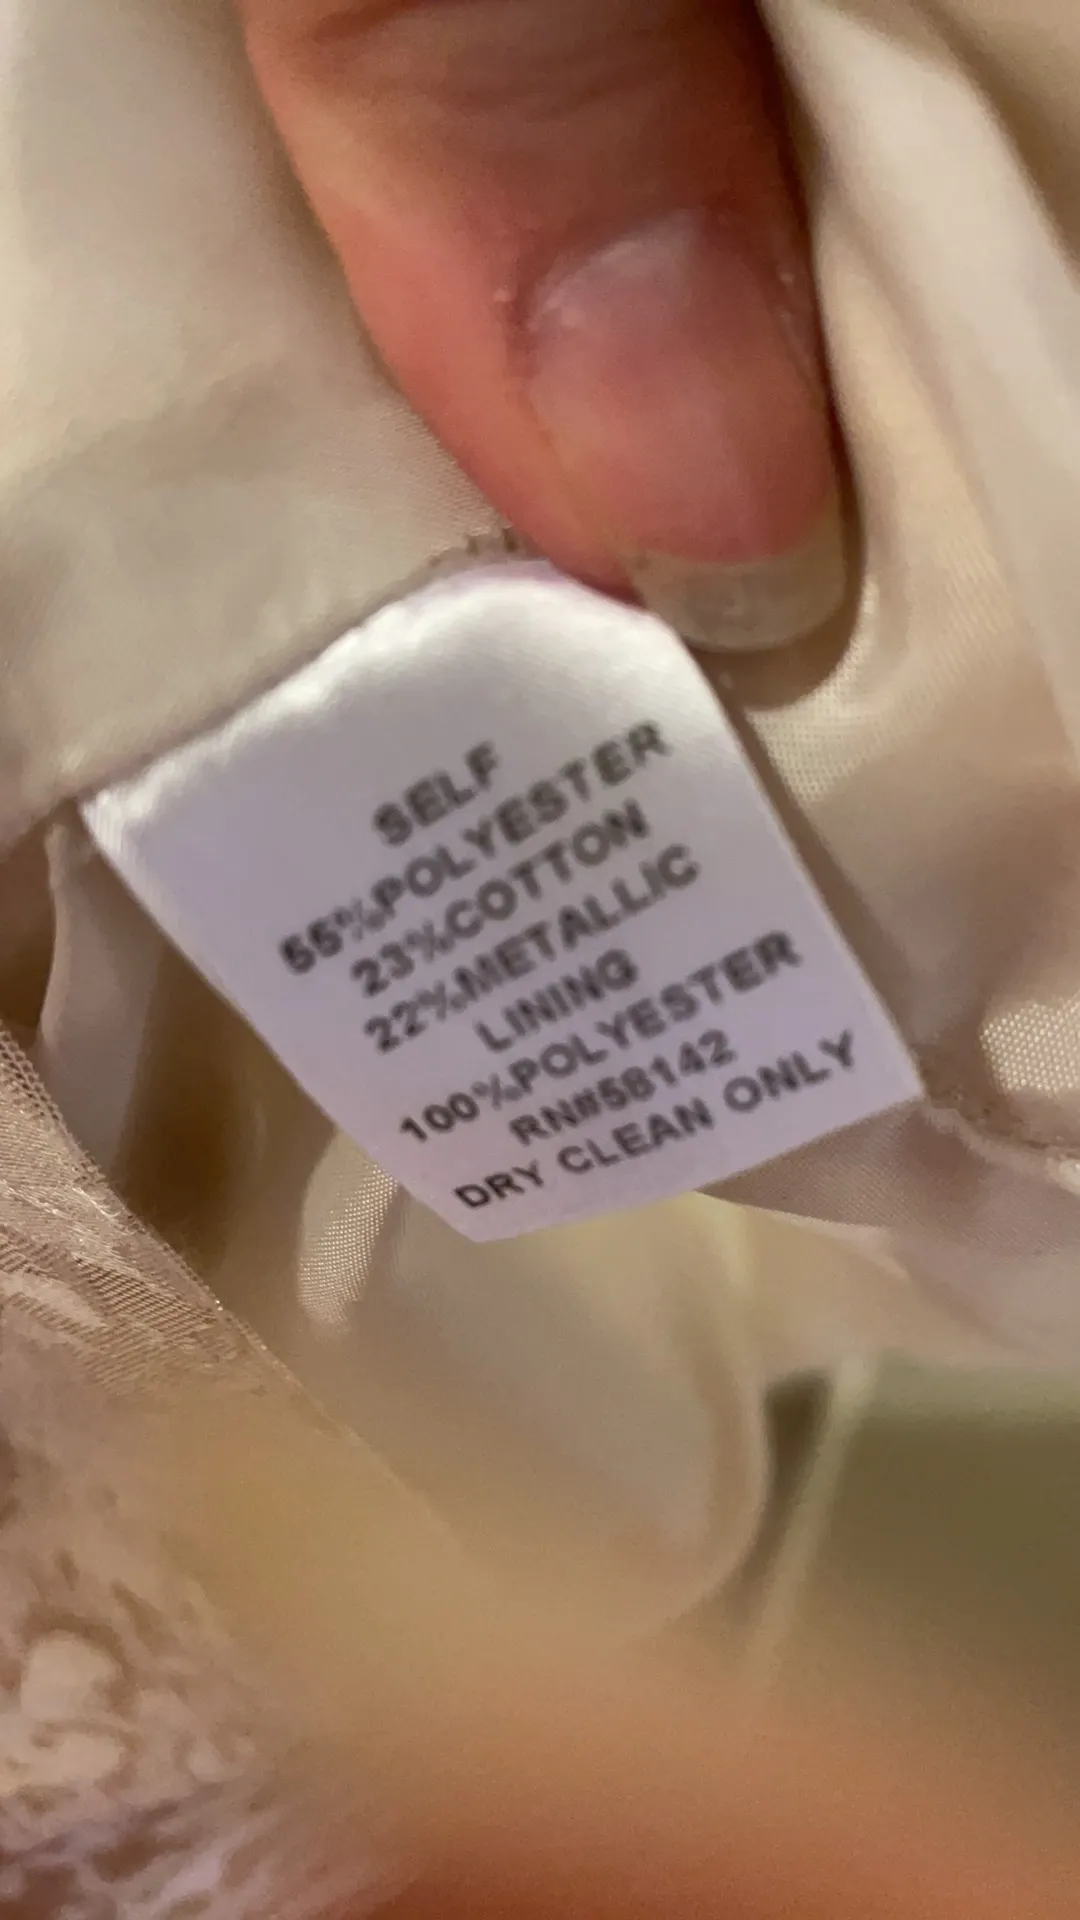 SELF
55%POLYESTER
23%COTTON
22%METALLIC
LINING
100%POLYESTER
RN#58142
DRY CLEAN ONLY